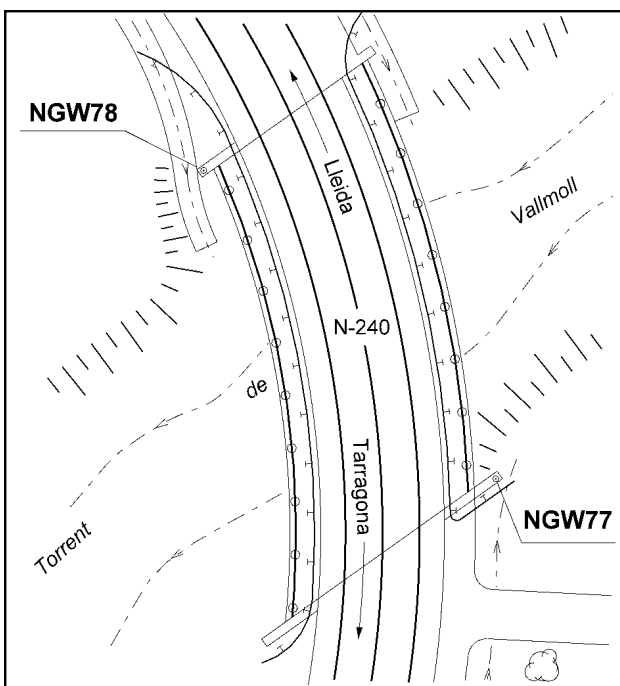 NGW78
Lleida
Vallmoll
N-240
de
Tarragona
NGW77
Torrent